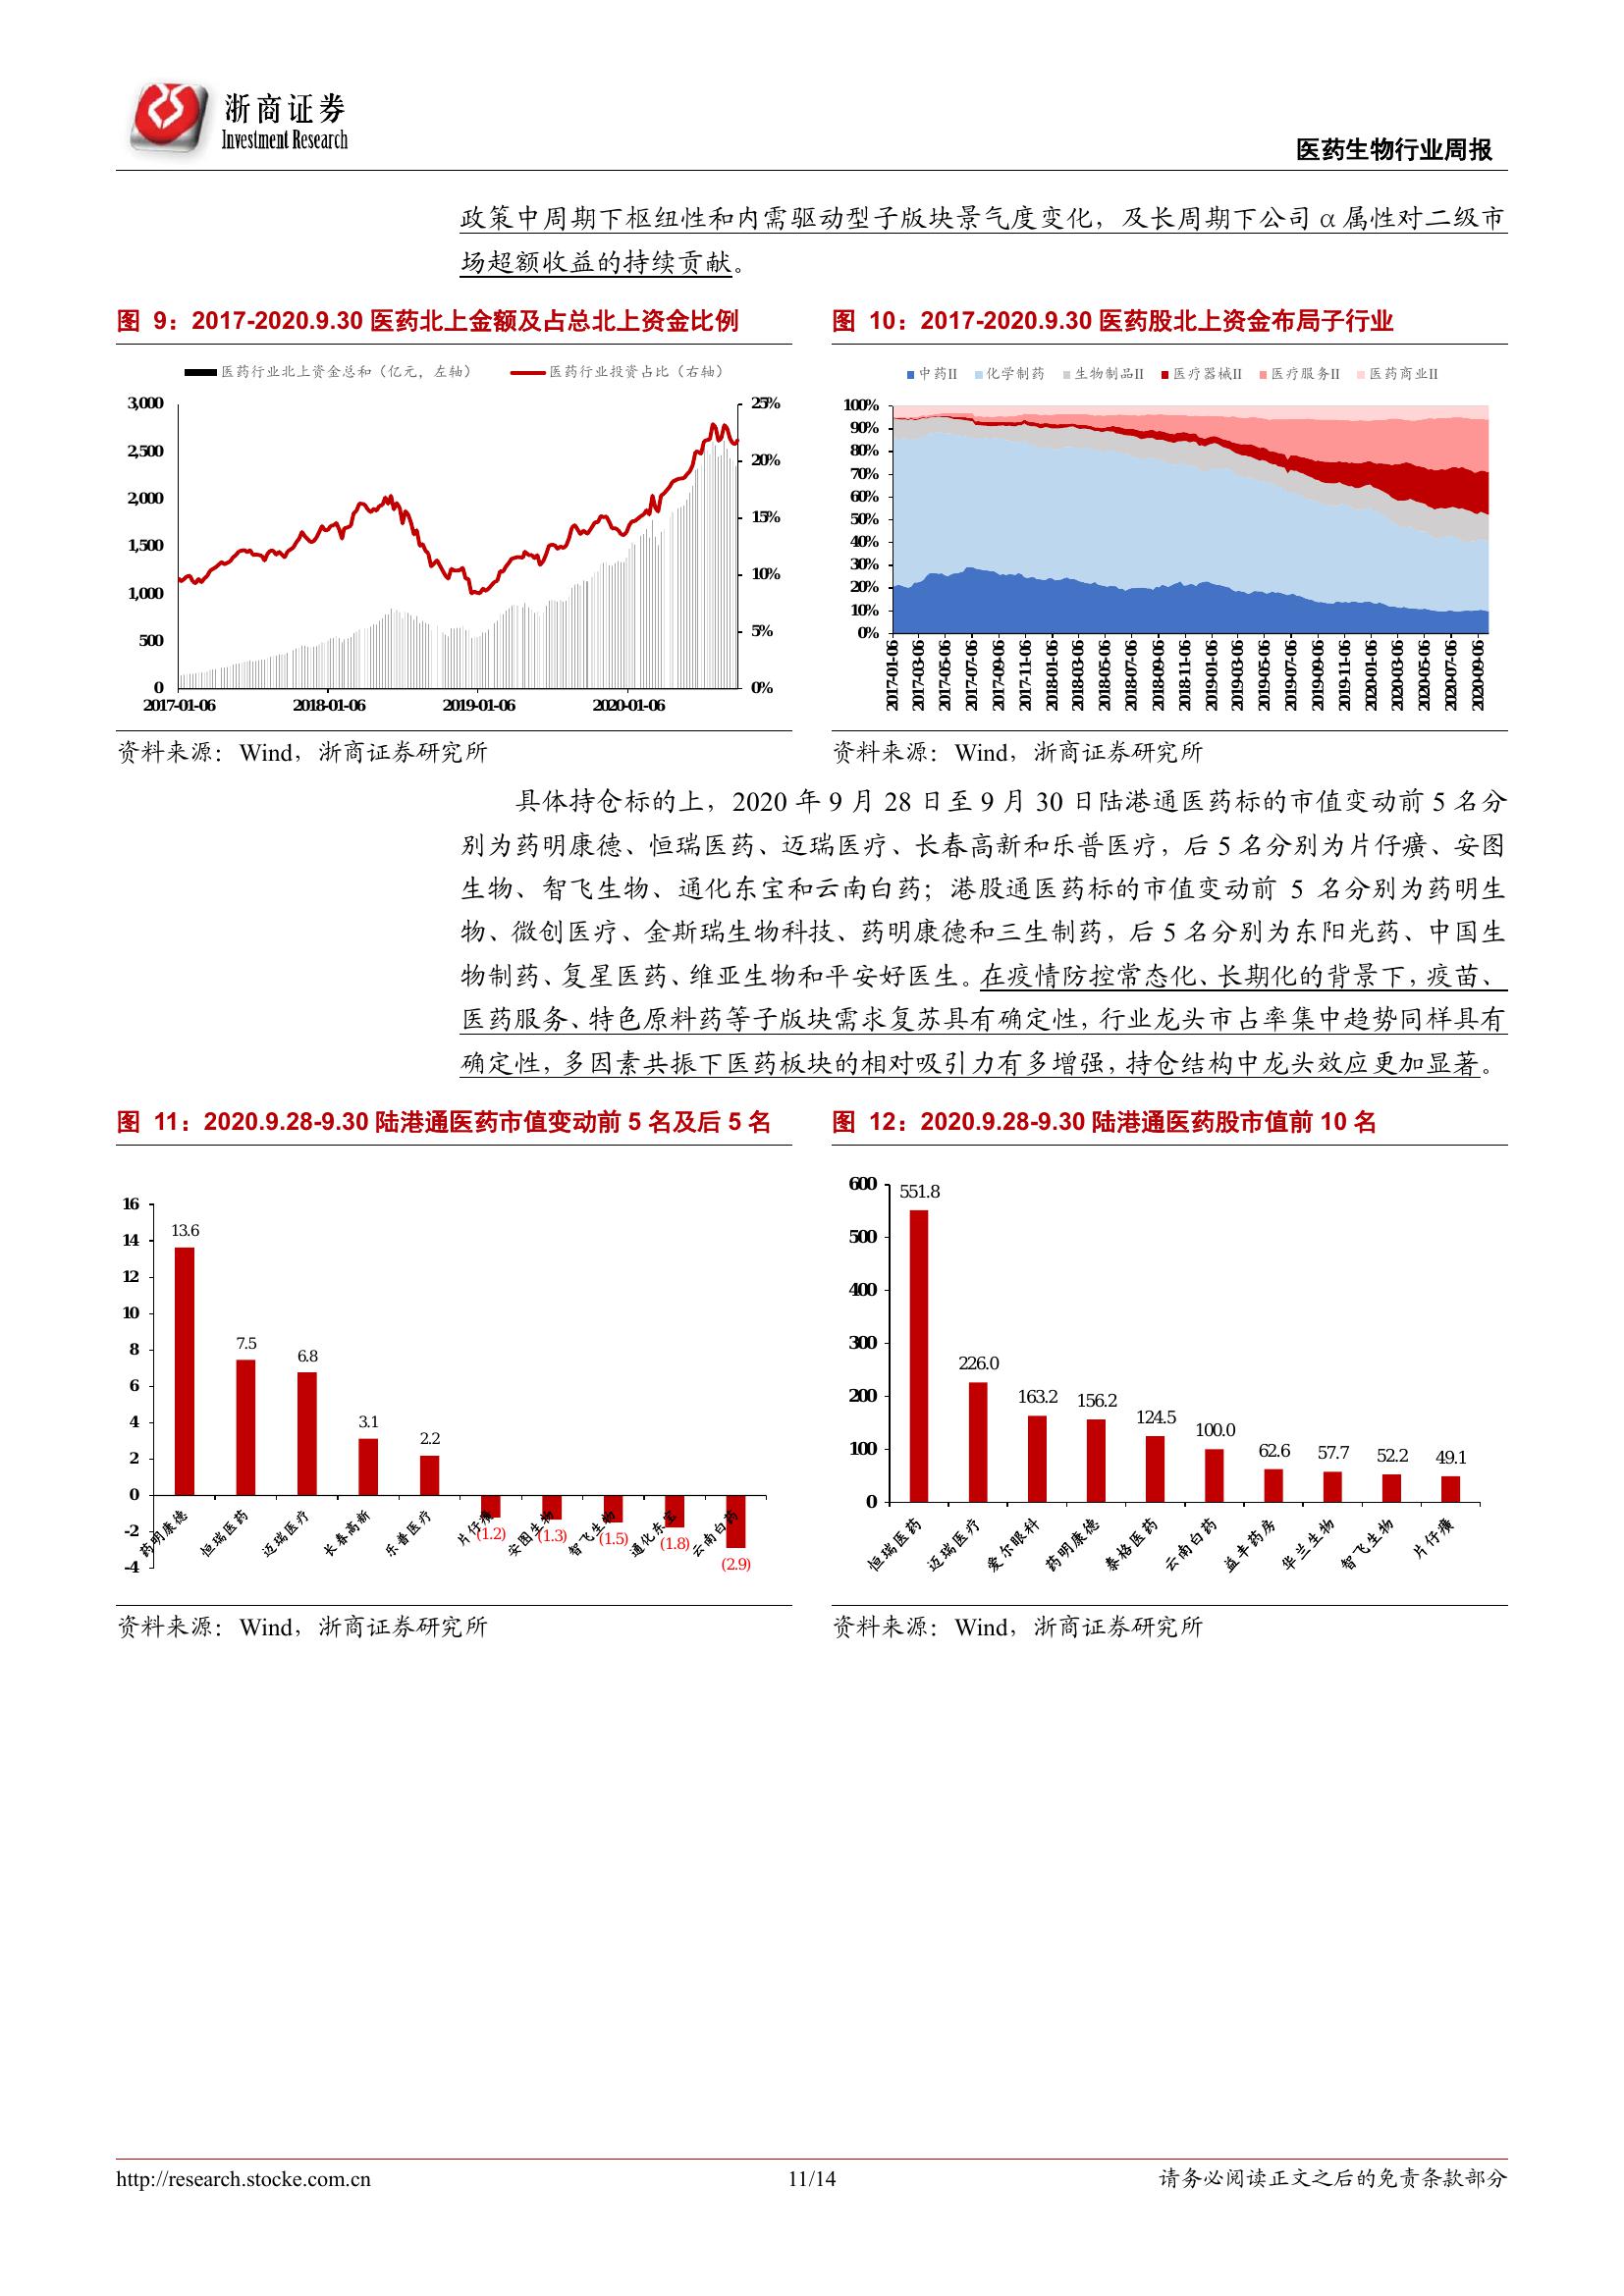 浙商证券
Investment Research
医药生物行业周报
政策中周期下枢纽性和内需驱动型子版块景气度变化，及长周期下公司 α 属性对二级市
场超额收益的持续贡献。
图 9：2017-2020.9.30 医药北上金额及占总北上资金比例
医药行业北上资金总和（亿元，左轴）
医药行业投资占比（右轴）
3,000
2,500
2,000
1,500
1,000
500
0
25%
20%
15%
10%
5%
0%
2017-01-06
2018-01-06
2019-01-06
2020-01-06
资料来源：Wind，浙商证券研究所
图 10：2017-2020.9.30 医药股北上资金布局子行业
中药II
化学制药
生物制品II
医疗器械II
医疗服务II
医药商业II
100%
90%
80%
70%
60%
50%
40%
30%
20%
10%
0%
2017-01-06
2017-03-06
2017-05-06
2017-07-06
2017-09-06
2017-11-06
2018-01-06
2018-03-06
2018-05-06
2018-07-06
2018-09-06
2018-11-06
2019-01-06
2019-03-06
2019-05-06
2019-07-06
2019-09-06
2019-11-06
2020-01-06
2020-03-06
2020-05-06
2020-07-06
2020-09-06
资料来源：Wind，浙商证券研究所
具体持仓标的上，2020 年 9 月 28 日至 9 月 30 日陆港通医药标的市值变动前 5 名分
别为药明康德、恒瑞医药、迈瑞医疗、长春高新和乐普医疗，后 5 名分别为片仔癀、安图
生物、智飞生物、通化东宝和云南白药；港股通医药标的市值变动前 5 名分别为药明生
物、微创医疗、金斯瑞生物科技、药明康德和三生制药，后 5 名分别为东阳光药、中国生
物制药、复星医药、维亚生物和平安好医生。在疫情防控常态化、长期化的背景下，疫苗、
医药服务、特色原料药等子版块需求复苏具有确定性，行业龙头市占率集中趋势同样具有
确定性，多因素共振下医药板块的相对吸引力有多增强，持仓结构中龙头效应更加显著。
图 11：2020.9.28-9.30 陆港通医药市值变动前 5 名及后 5 名
16
14
12
10
8
6
4
2
0
-2
-4
13.6
7.5
6.8
3.1
2.2
(1.2)
(1.3)
(1.5)
(1.8)
(2.9)
药明康德
恒瑞医药
迈瑞医疗
长春高新
乐普医疗
片仔癀
安图生物
智飞生物
通化东宝
云南白药
资料来源：Wind，浙商证券研究所
图 12：2020.9.28-9.30 陆港通医药股市值前 10 名
600
500
400
300
200
100
0
551.8
226.0
163.2
156.2
124.5
100.0
62.6
57.7
52.2
49.1
恒瑞医药
迈瑞医疗
爱尔眼科
药明康德
泰格医药
云南白药
益丰药房
华兰生物
智飞生物
片仔癀
资料来源：Wind，浙商证券研究所
http://research.stocke.com.cn
11/14
请务必阅读正文之后的免责条款部分